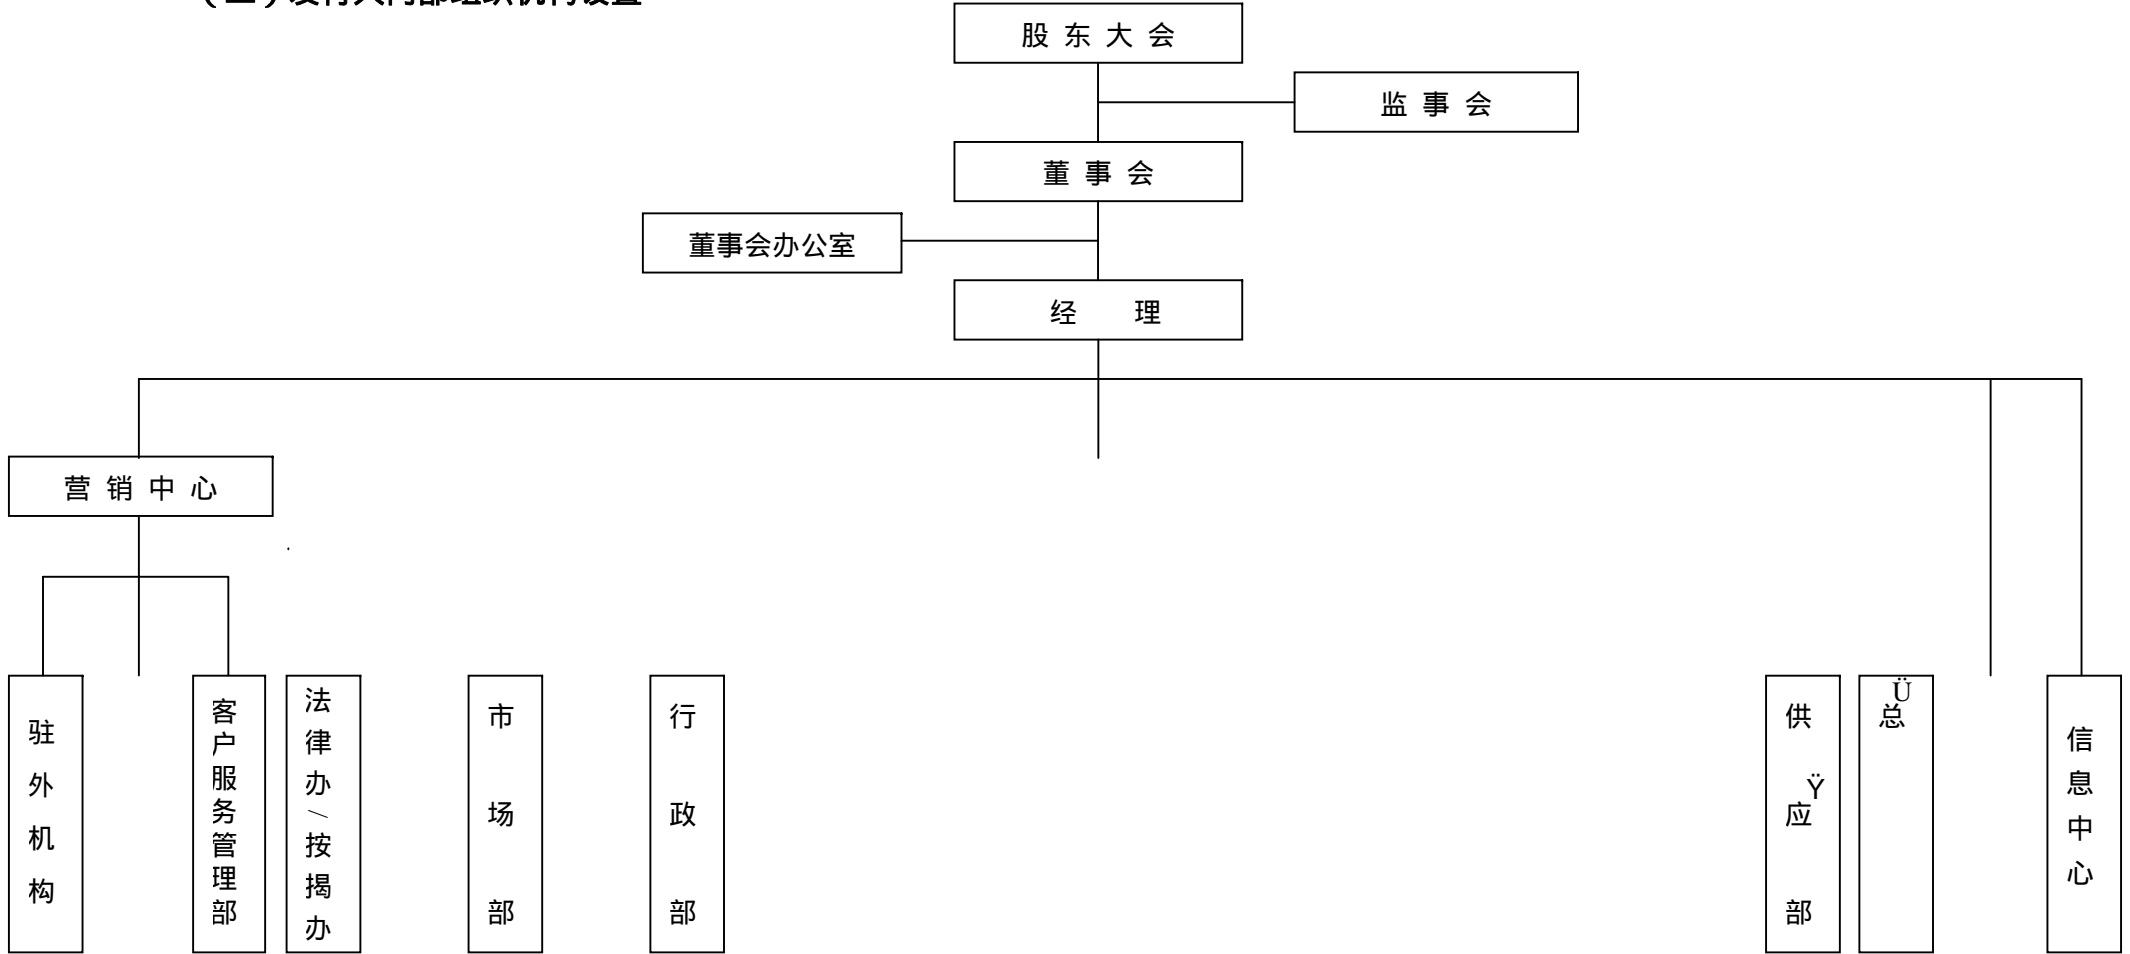 股 东 大 会
监 事 会
董 事 会
董事会办公室
经 理
营 销 中 心
驻外机构
客户服务管理部
法律办/按揭办
市场部
行政部
供应部
Ÿ
总
Ü
信息中心